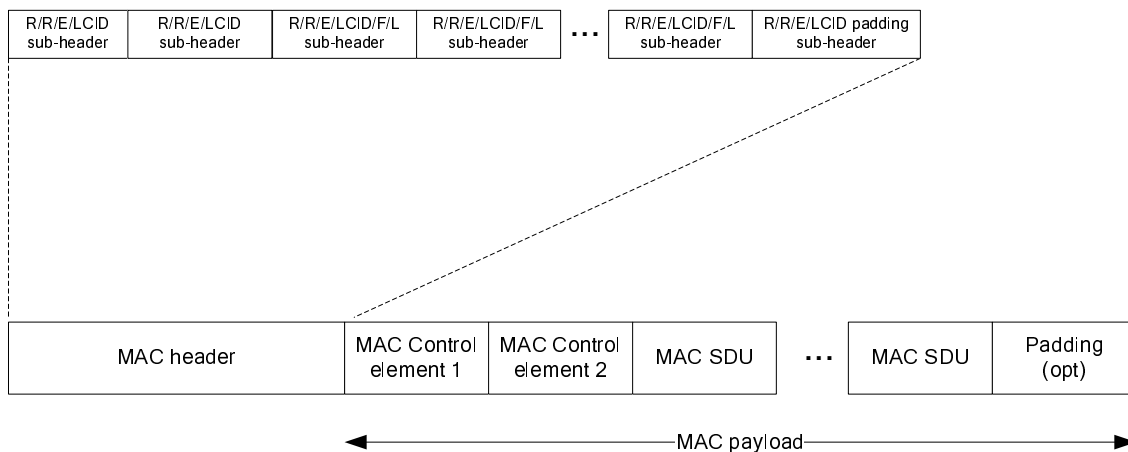 R/R/E/LCID
sub-header
R/R/E/LCID
sub-header
R/R/E/LCID/F/L
sub-header
R/R/E/LCID/F/L
sub-header
...
R/R/E/LCID/F/L
sub-header
R/R/E/LCID padding
sub-header
MAC header
MAC Control
element 1
MAC Control
element 2
MAC SDU
...
MAC SDU
Padding
(opt)
MAC payload